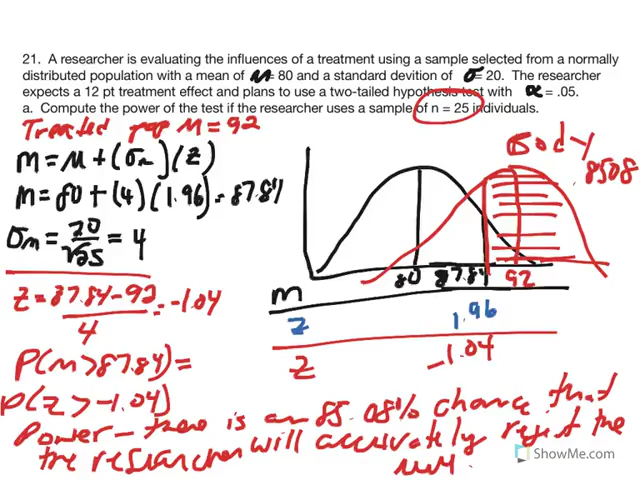 21. A researcher is evaluating the influences of a treatment using a sample selected from a normally
distributed population with a mean of μ= 80 and a standard devition of σ= 20. The researcher
expects a 12 pt treatment effect and plans to use a two-tailed hypothesis test with α = .05.
a. Compute the power of the test if the researcher uses a sample of n = 25 individuals.
Treated pop M = 92
M = μ + (σm) (z)
M = 80 + (4) (1.96) = 87.84
σm = 20/√25 = 4
z = 87.84 - 92 / 4 = -1.04
P(M > 87.84) =
P(z > -1.04)
Body
.8508
80 87.84 92
M
z 1.96
z -1.04
Power - there is an 85.08% chance that
the researcher will accurately reject the
null.
ShowMe.com